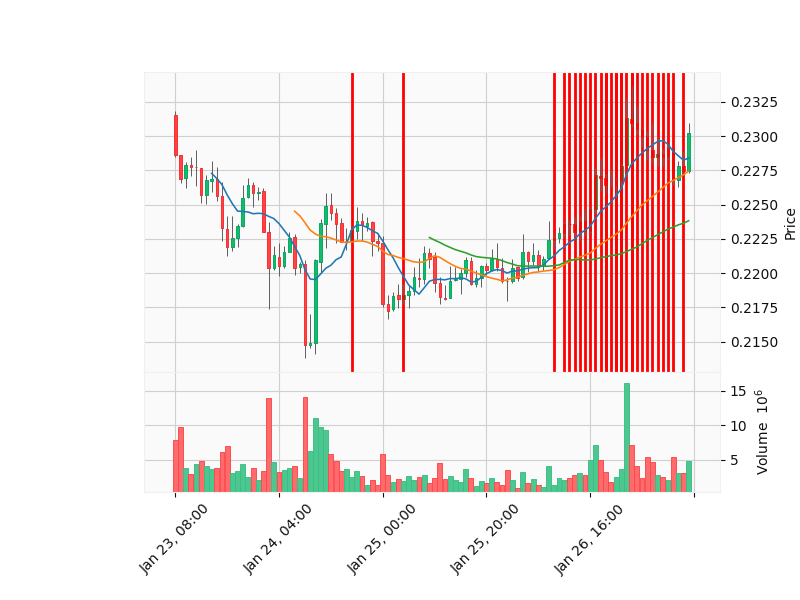 0.2325
0.2300
0.2275
0.2250
0.2225
0.2200
0.2175
0.2150
Price
15
10
5
Volume 10⁶
Jan 23, 08:00
Jan 24, 04:00
Jan 25, 00:00
Jan 25, 20:00
Jan 26, 16:00